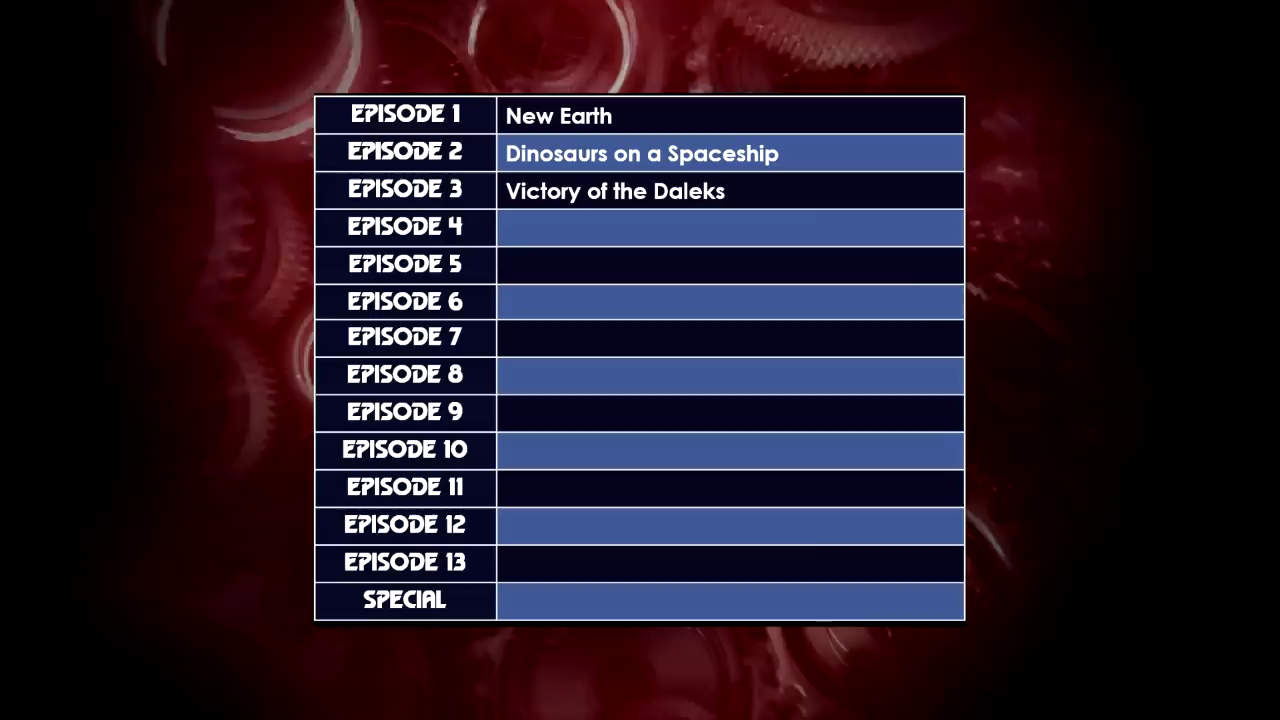 EPISODE 1 New Earth
EPISODE 2 Dinosaurs on a Spaceship
EPISODE 3 Victory of the Daleks
EPISODE 4
EPISODE 5
EPISODE 6
EPISODE 7
EPISODE 8
EPISODE 9
EPISODE 10
EPISODE 11
EPISODE 12
EPISODE 13
SPECIAL